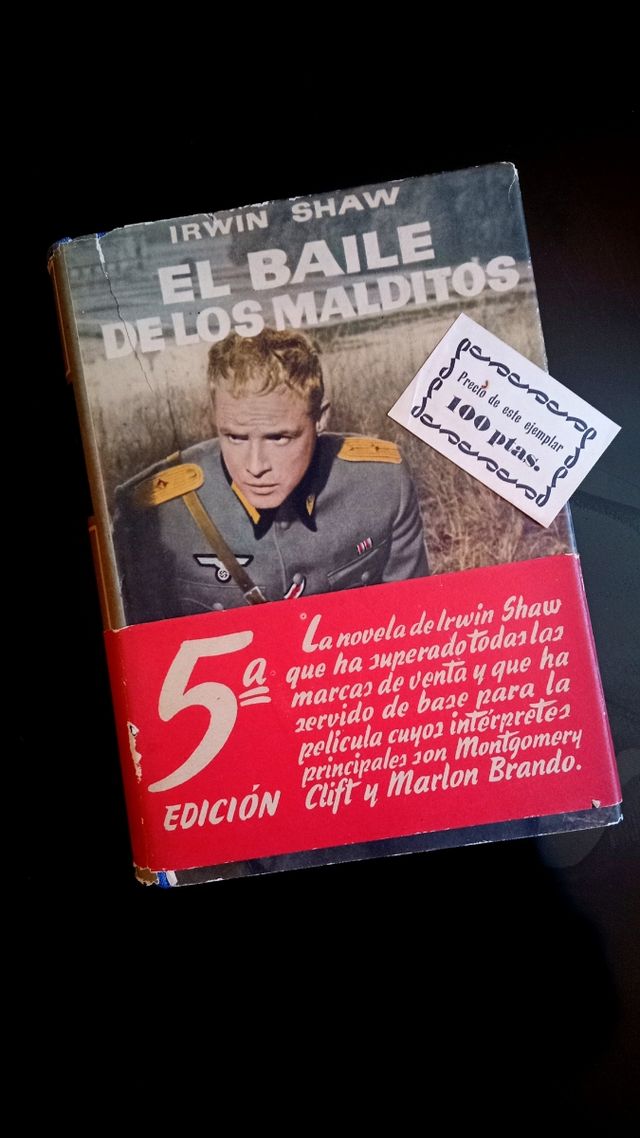 IRWIN SHAW
EL BAILE
DE LOS MALDITOS
Precio de este ejemplar
100 ptas.
5ª
EDICIÓN
La novela de Irwin Shaw
que ha superado todas las
marcas de venta y que ha
servido de base para la
película cuyos intérpretes
principales son Montgomery
Clift y Marlon Brando.